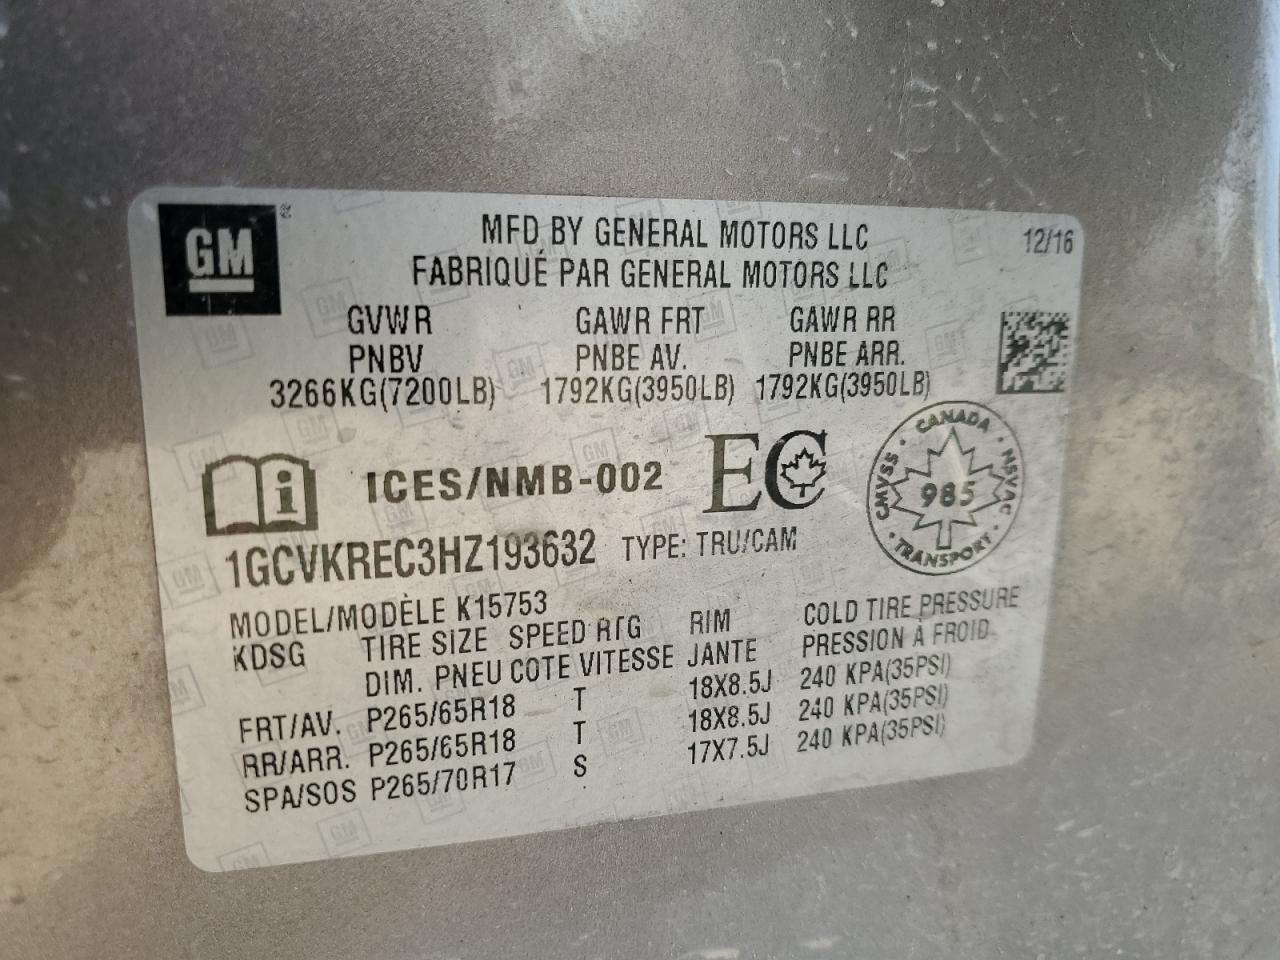 GM
MFD BY GENERAL MOTORS LLC
12/16
FABRIQUÉ PAR GENERAL MOTORS LLC
GVWR GAWR FRT GAWR RR
PNBV PNBE AV. PNBE ARR.
3266KG(7200LB) 1792KG(3950LB) 1792KG(3950LB)
ICES/NMB-002 EC
CANADA
CMVSS 985 NSVAC
TRANSPORT
1GCVKREC3HZ193632 TYPE: TRU/CAM
MODEL/MODÈLE K15753
KDSG TIRE SIZE SPEED RTG RIM COLD TIRE PRESSURE
DIM. PNEU COTE VITESSE JANTE PRESSION À FROID
FRT/AV. P265/65R18 T 18X8.5J 240 KPA(35PSI)
RR/ARR. P265/65R18 T 18X8.5J 240 KPA(35PSI)
SPA/SOS P265/70R17 S 17X7.5J 240 KPA(35PSI)